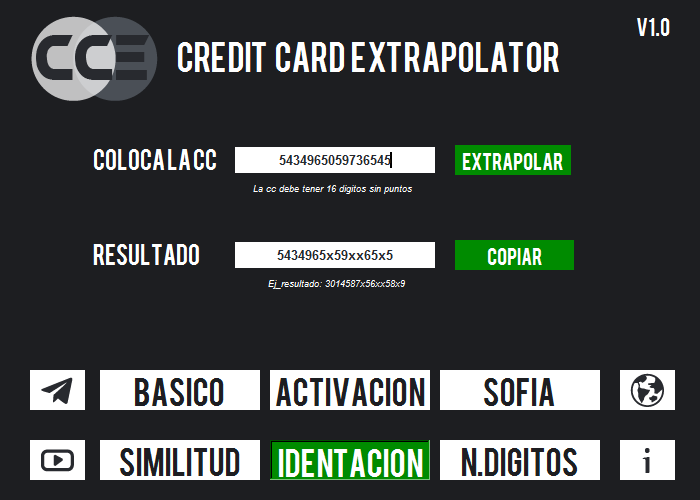 V1.0
CCE CREDIT CARD EXTRAPOLATOR
COLOCA LA CC 5434965059736545 EXTRAPOLAR
La cc debe tener 16 digitos sin puntos
RESULTADO 5434965x59xx65x5 COPIAR
Ej_resultado: 3014587x56xx58x9
BASICO ACTIVACION SOFIA
SIMILITUD IDENTACION N.DIGITOS i